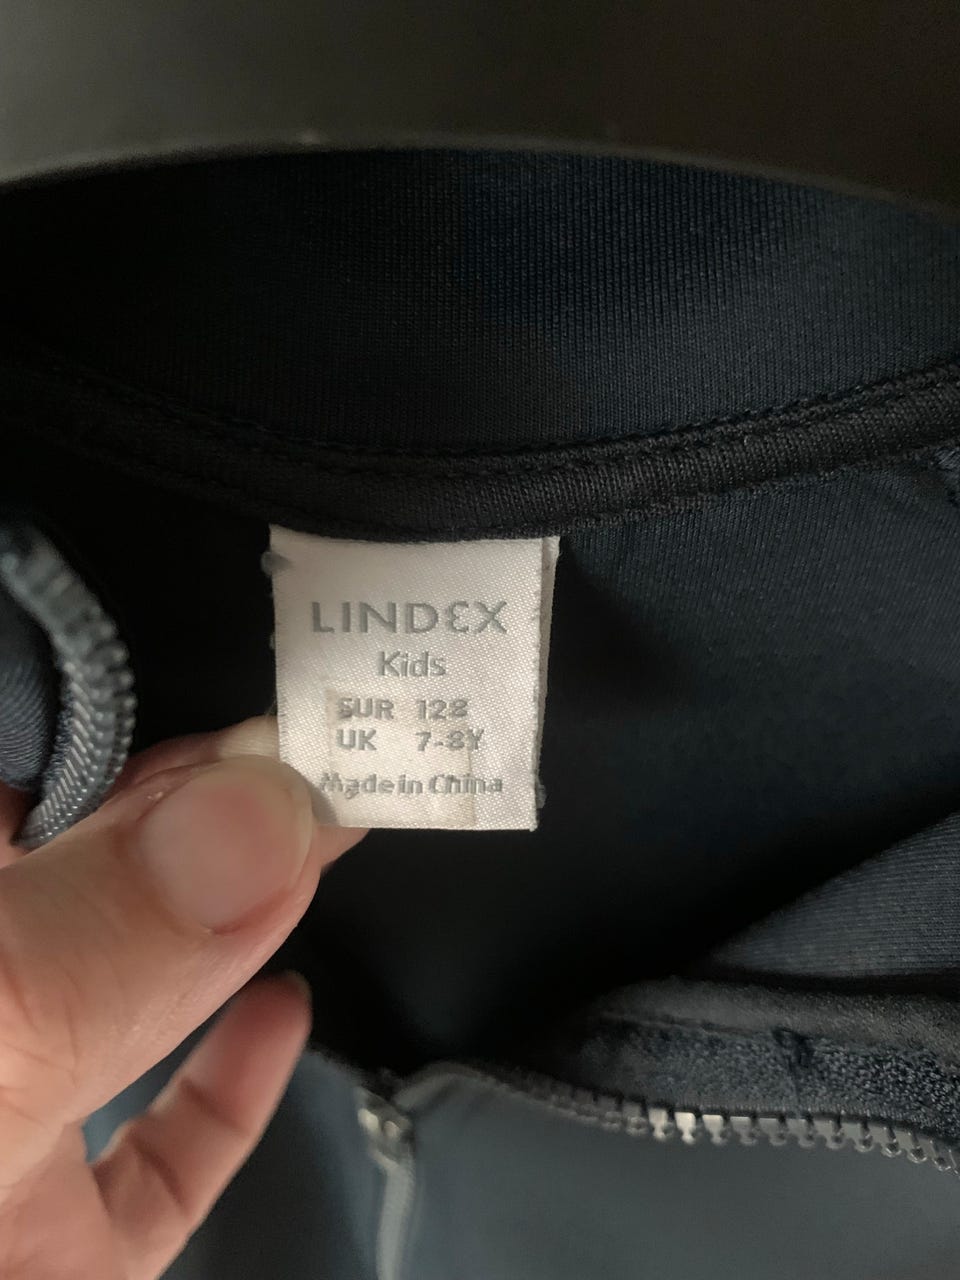 LINDEX
Kids
EUR 128
UK 7-8Y
Made in China